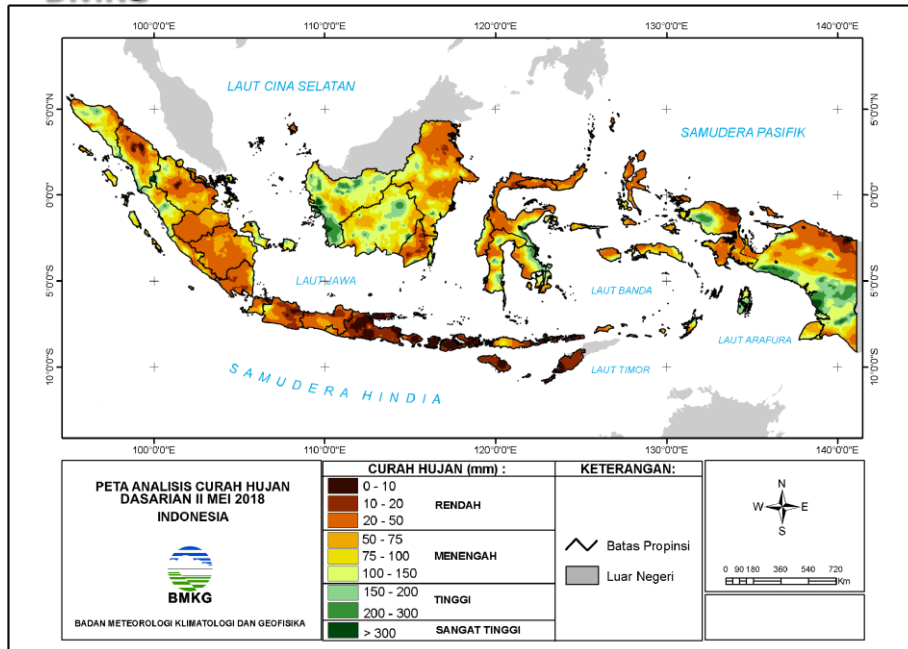 BMKG
100°0'0"E 110°0'0"E 120°0'0"E 130°0'0"E 140°0'0"E
LAUT CINA SELATAN
SAMUDERA PASIFIK
5°0'0"N
0°0'0"
5°0'0"S
10°0'0"S
5°0'0"N
0°0'0"
5°0'0"S
10°0'0"S
LAUT JAWA
LAUT BANDA
LAUT ARAFURA
LAUT TIMOR
SAMUDERA HINDIA
100°0'0"E 110°0'0"E 120°0'0"E 130°0'0"E 140°0'0"E
PETA ANALISIS CURAH HUJAN
DASARIAN II MEI 2018
INDONESIA
BMKG
BADAN METEOROLOGI KLIMATOLOGI DAN GEOFISIKA
CURAH HUJAN (mm) :
0 - 10
10 - 20
20 - 50
RENDAH
50 - 75
75 - 100
100 - 150
MENENGAH
150 - 200
200 - 300
TINGGI
> 300
SANGAT TINGGI
KETERANGAN:
Batas Propinsi
Luar Negeri
N
W E
S
0 90 180 360 540 720
Km